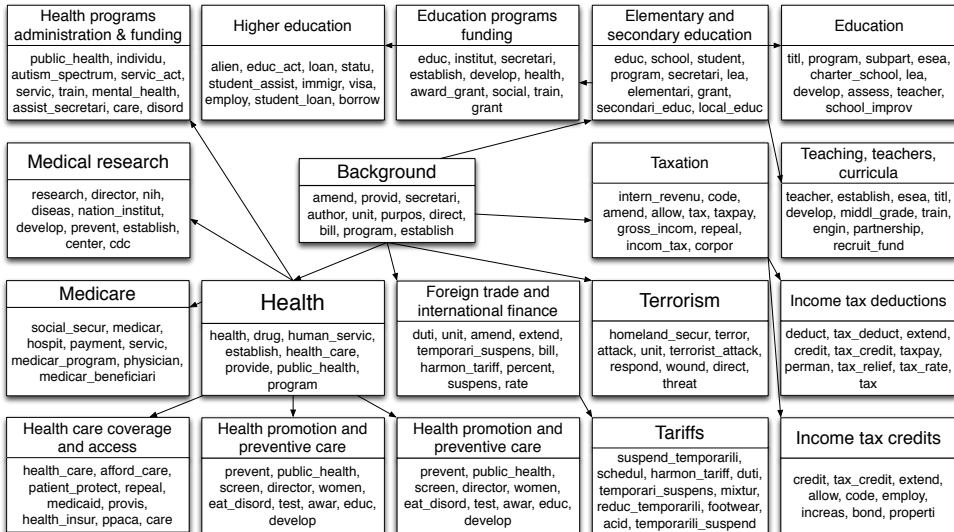 Health programs
administration & funding
public_health, individu,
autism_spectrum, servic_act,
servic, train, mental_health,
assist_secretari, care, disord
Higher education
alien, educ_act, loan, statu,
student_assist, immigr, visa,
employ, student_loan, borrow
Education programs
funding
educ, institut, secretari,
establish, develop, health,
award_grant, social, train,
grant
Elementary and
secondary education
educ, school, student,
program, secretari, lea,
elementari, grant,
secondari_educ, local_educ
Education
titl, program, subpart, esea,
charter_school, lea,
develop, assess, teacher,
school_improv
Medical research
research, director, nih,
diseas, nation_institut,
develop, prevent, establish,
center, cdc
Background
amend, provid, secretari,
author, unit, purpos, direct,
bill, program, establish
Taxation
intern_revenu, code,
amend, allow, tax, taxpay,
gross_incom, repeal,
incom_tax, corpor
Teaching, teachers,
curricula
teacher, establish, esea, titl,
develop, middl_grade, train,
engin, partnership,
recruit_fund
Medicare
social_secur, medicar,
hospit, payment, servic,
medicar_program, physician,
medicar_beneficiari
Health
health, drug, human_servic,
establish, health_care,
provide, public_health,
program
Foreign trade and
international finance
duti, unit, amend, extend,
temporari_suspens, bill,
harmon_tariff, percent,
suspens, rate
Terrorism
homeland_secur, terror,
attack, unit, terrorist_attack,
respond, wound, direct,
threat
Income tax deductions
deduct, tax_deduct, extend,
credit, tax_credit, taxpay,
perman, tax_relief, tax_rate,
tax
Health care coverage
and access
health_care, afford_care,
patient_protect, repeal,
medicaid, provis,
health_insur, ppaca, care
Health promotion and
preventive care
prevent, public_health,
screen, director, women,
eat_disord, test, awar, educ,
develop
Health promotion and
preventive care
prevent, public_health,
screen, director, women,
eat_disord, test, awar, educ,
develop
Tariffs
suspend_temporarili,
schedul, harmon_tariff, duti,
temporari_suspens, mixtur,
reduc_temporarili, footwear,
acid, temporarili_suspend
Income tax credits
credit, tax_credit, extend,
allow, code, employ,
increas, bond, properti